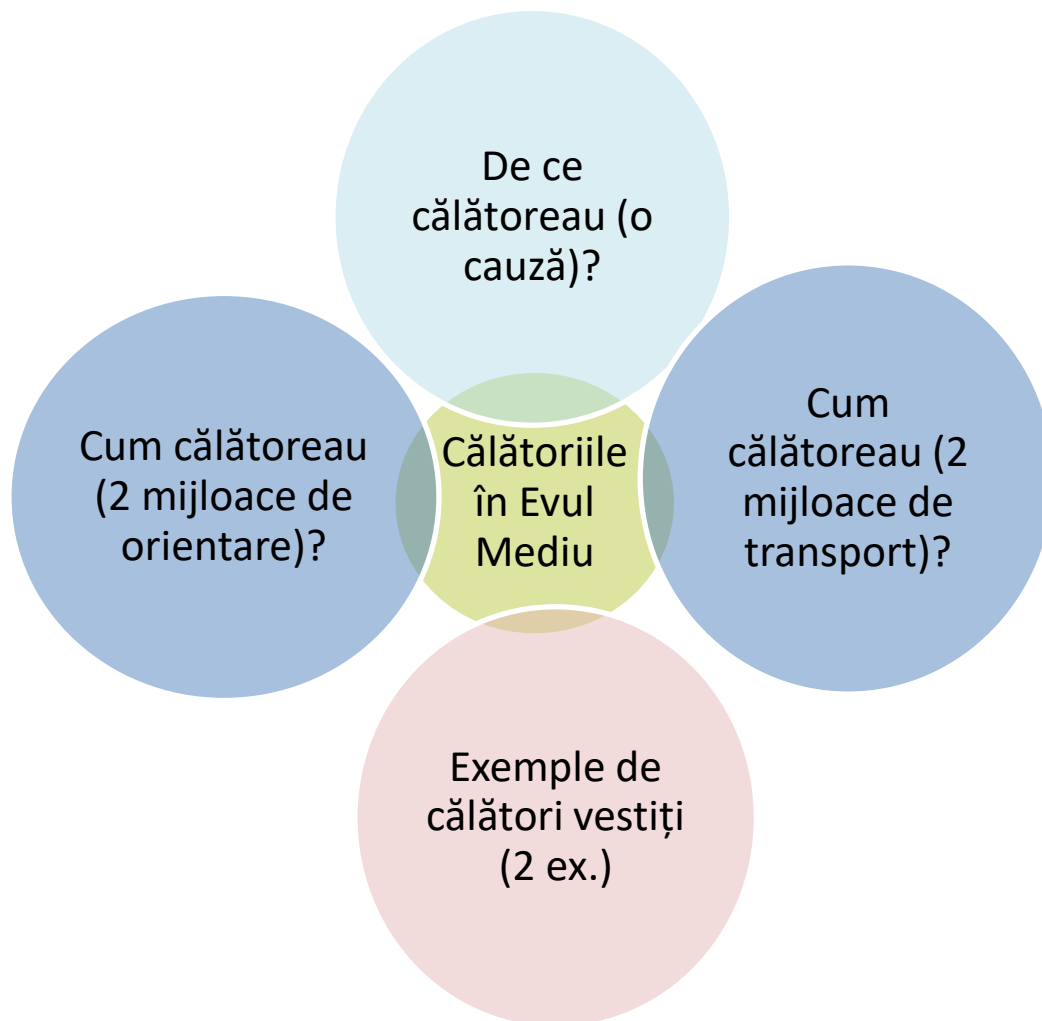 De ce
călătoreau (o
cauză)?
Cum călătoreau
(2 mijloace de
orientare)?
Călătoriile
în Evul
Mediu
Cum
călătoreau (2
mijloace de
transport)?
Exemple de
călători vestiți
(2 ex.)